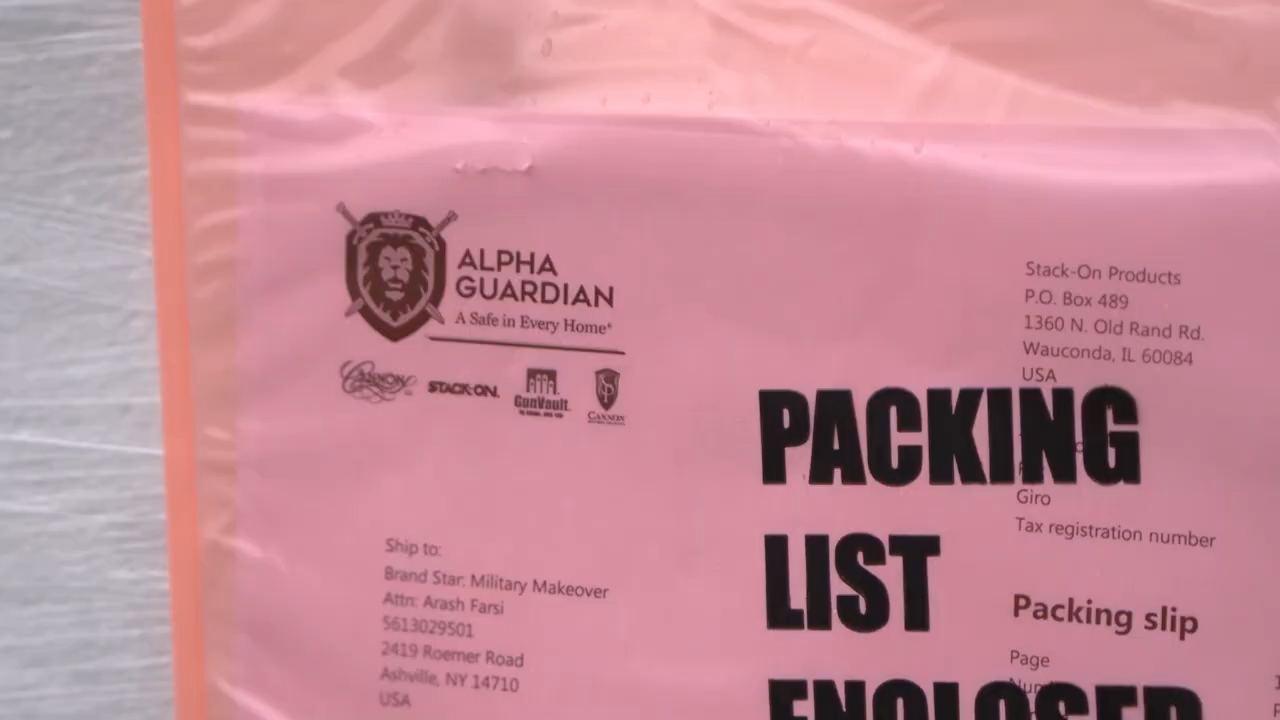 ALPHA
GUARDIAN
A Safe in Every Home®
CANNON
STACK-ON.
GunVault.
CANNON
Stack-On Products
P.O. Box 489
1360 N. Old Rand Rd.
Wauconda, IL 60084
USA
PACKING
Giro
Tax registration number
LIST
Ship to:
Brand Star: Military Makeover
Attn: Arash Farsi
5613029501
2419 Roemer Road
Ashville, NY 14710
USA
Packing slip
Page
ENCLOSED